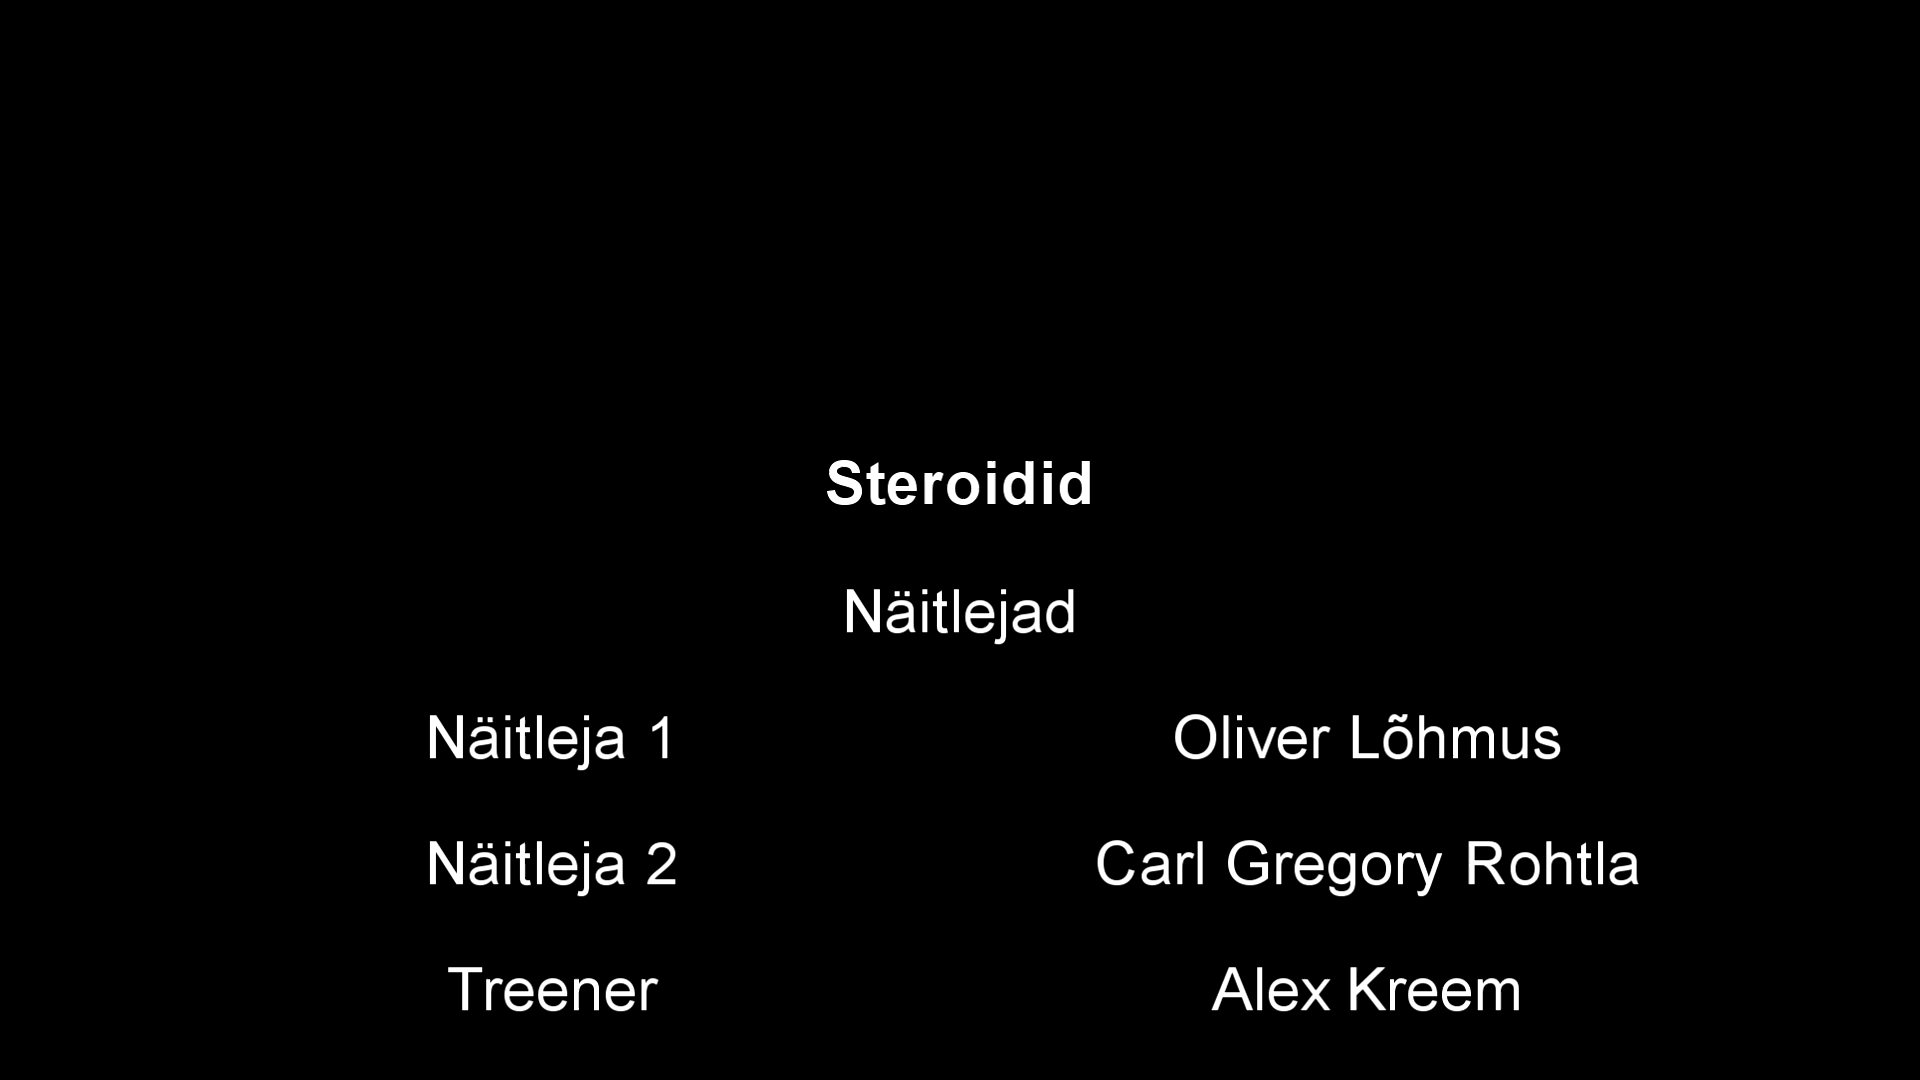 Steroidid
Näitlejad
Näitleja 1 Oliver Lõhmus
Näitleja 2 Carl Gregory Rohtla
Treener Alex Kreem